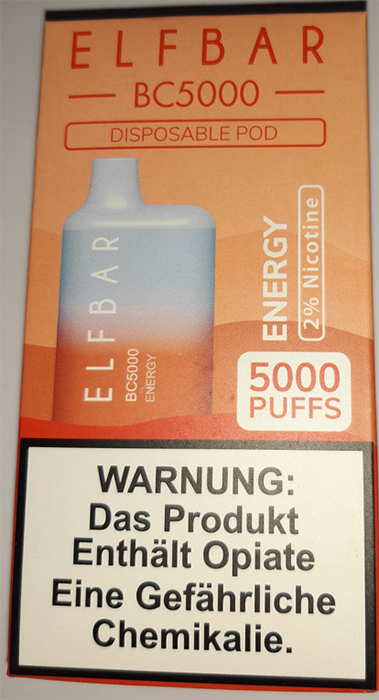 ELFBAR
BC5000
DISPOSABLE POD
ELFBAR
BC5000
ENERGY
ENERGY
2% Nicotine
5000
PUFFS
WARNUNG:
Das Produkt
Enthält Opiate
Eine Gefährliche
Chemikalie.